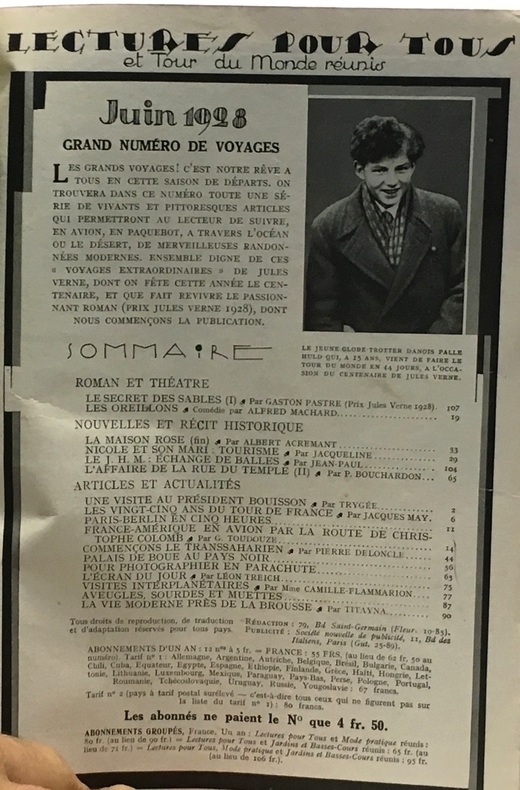 LECTURES POUR TOUS
et Tour du Monde réunis
Juin 1928
GRAND NUMÉRO DE VOYAGES
LES GRANDS VOYAGES! C'EST NOTRE RÊVE A
TOUS EN CETTE SAISON DE DÉPARTS. ON
TROUVERA DANS CE NUMÉRO TOUTE UNE SÉ-
RIE DE VIVANTS ET PITTORESQUES ARTICLES
QUI PERMETTRONT AU LECTEUR DE SUIVRE,
EN AVION, EN PAQUEBOT, A TRAVERS L'OCÉAN
OU LE DÉSERT, DE MERVEILLEUSES RANDON-
NÉES MODERNES. ENSEMBLE DIGNE DE CES
« VOYAGES EXTRAORDINAIRES » DE JULES
VERNE, DONT ON FÊTE CETTE ANNÉE LE CEN-
TENAIRE, ET QUE FAIT REVIVRE LE PASSION-
NANT ROMAN (PRIX JULES VERNE 1928), DONT
NOUS COMMENÇONS LA PUBLICATION.
LE JEUNE GLOBE-TROTTER DANOIS PALLE
HULD QUI, A 15 ANS, VIENT DE FAIRE LE
TOUR DU MONDE EN 44 JOURS, A L'OCCA-
SION DU CENTENAIRE DE JULES VERNE.
SOMMAIRE
ROMAN ET THÉATRE
LE SECRET DES SABLES (I) Par GASTON PASTRE (Prix Jules Verne 1928). 107
LES OREILLONS Comédie par ALFRED MACHARD. 19
NOUVELLES ET RÉCIT HISTORIQUE
LA MAISON ROSE (fin) Par ALBERT ACREMANT 33
NICOLE ET SON MARI : TOURISME Par JACQUELINE 29
LE J. H. M. : ÉCHANGE DE BALLES Par JEAN-PAUL 104
L'AFFAIRE DE LA RUE DU TEMPLE (II) Par P. BOUCHARDON 65
ARTICLES ET ACTUALITÉS
UNE VISITE AU PRÉSIDENT BOUISSON Par TRYGÉE 2
LES VINGT-CINQ ANS DU TOUR DE FRANCE Par JACQUES MAY. 6
PARIS-BERLIN EN CINQ HEURES 11
FRANCE-AMÉRIQUE EN AVION PAR LA ROUTE DE CHRIS-
TOPHE COLOMB Par G. TOUDOUZE 14
COMMENÇONS LE TRANSSAHARIEN Par PIERRE DELONCLE
PALAIS DE BOUE AU PAYS NOIR 44
POUR PHOTOGRAPHIER EN PARACHUTE 56
L'ÉCRAN DU JOUR Par LÉON TREICH 63
VISITES INTERPLANÉTAIRES Par Mme CAMILLE-FLAMMARION 75
AVEUGLES, SOURDES ET MUETTES 77
LA VIE MODERNE PRÈS DE LA BROUSSE Par TITAYNA 87
90
Tous droits de reproduction, de traduction
et d'adaptation réservés pour tous pays.
RÉDACTION : 79, Bd Saint-Germain (Fleur. 10-85).
PUBLICITÉ : Société nouvelle de publicité, 11, Bd des
Italiens, Paris (Gut. 25-89).
ABONNEMENTS D'UN AN : 12 nos à 5 fr. = FRANCE : 55 FRS. (au lieu de 62 fr. 50 au
numéro). Tarif n° 1 : Allemagne, Argentine, Autriche, Belgique, Brésil, Bulgarie, Canada,
Chili, Cuba, Equateur, Egypte, Espagne, Ethiopie, Finlande, Grèce, Haïti, Hongrie, Let-
tonie, Lithuanie, Luxembourg, Mexique, Paraguay, Pays-Bas, Perse, Pologne, Portugal,
Roumanie, Tchécoslovaquie, Uruguay, Russie, Yougoslavie : 67 francs.
Tarif n° 2 (pays à tarif postal surélevé — c'est-à-dire tous ceux qui ne figurent pas sur
la liste du tarif n° 1) : 80 francs.
Les abonnés ne paient le No que 4 fr. 50.
ABONNEMENTS GROUPÉS, France, Un an : Lectures pour Tous et Mode pratique réunis :
80 fr. (au lieu de 90 fr.) = Lectures pour Tous et Jardins et Basses-Cours réunis : 65 fr. (au
lieu de 71 fr.) = Lectures pour Tous, Mode pratique et Jardins et Basses-Cours réunis : 95 fr.
(au lieu de 106 fr.).